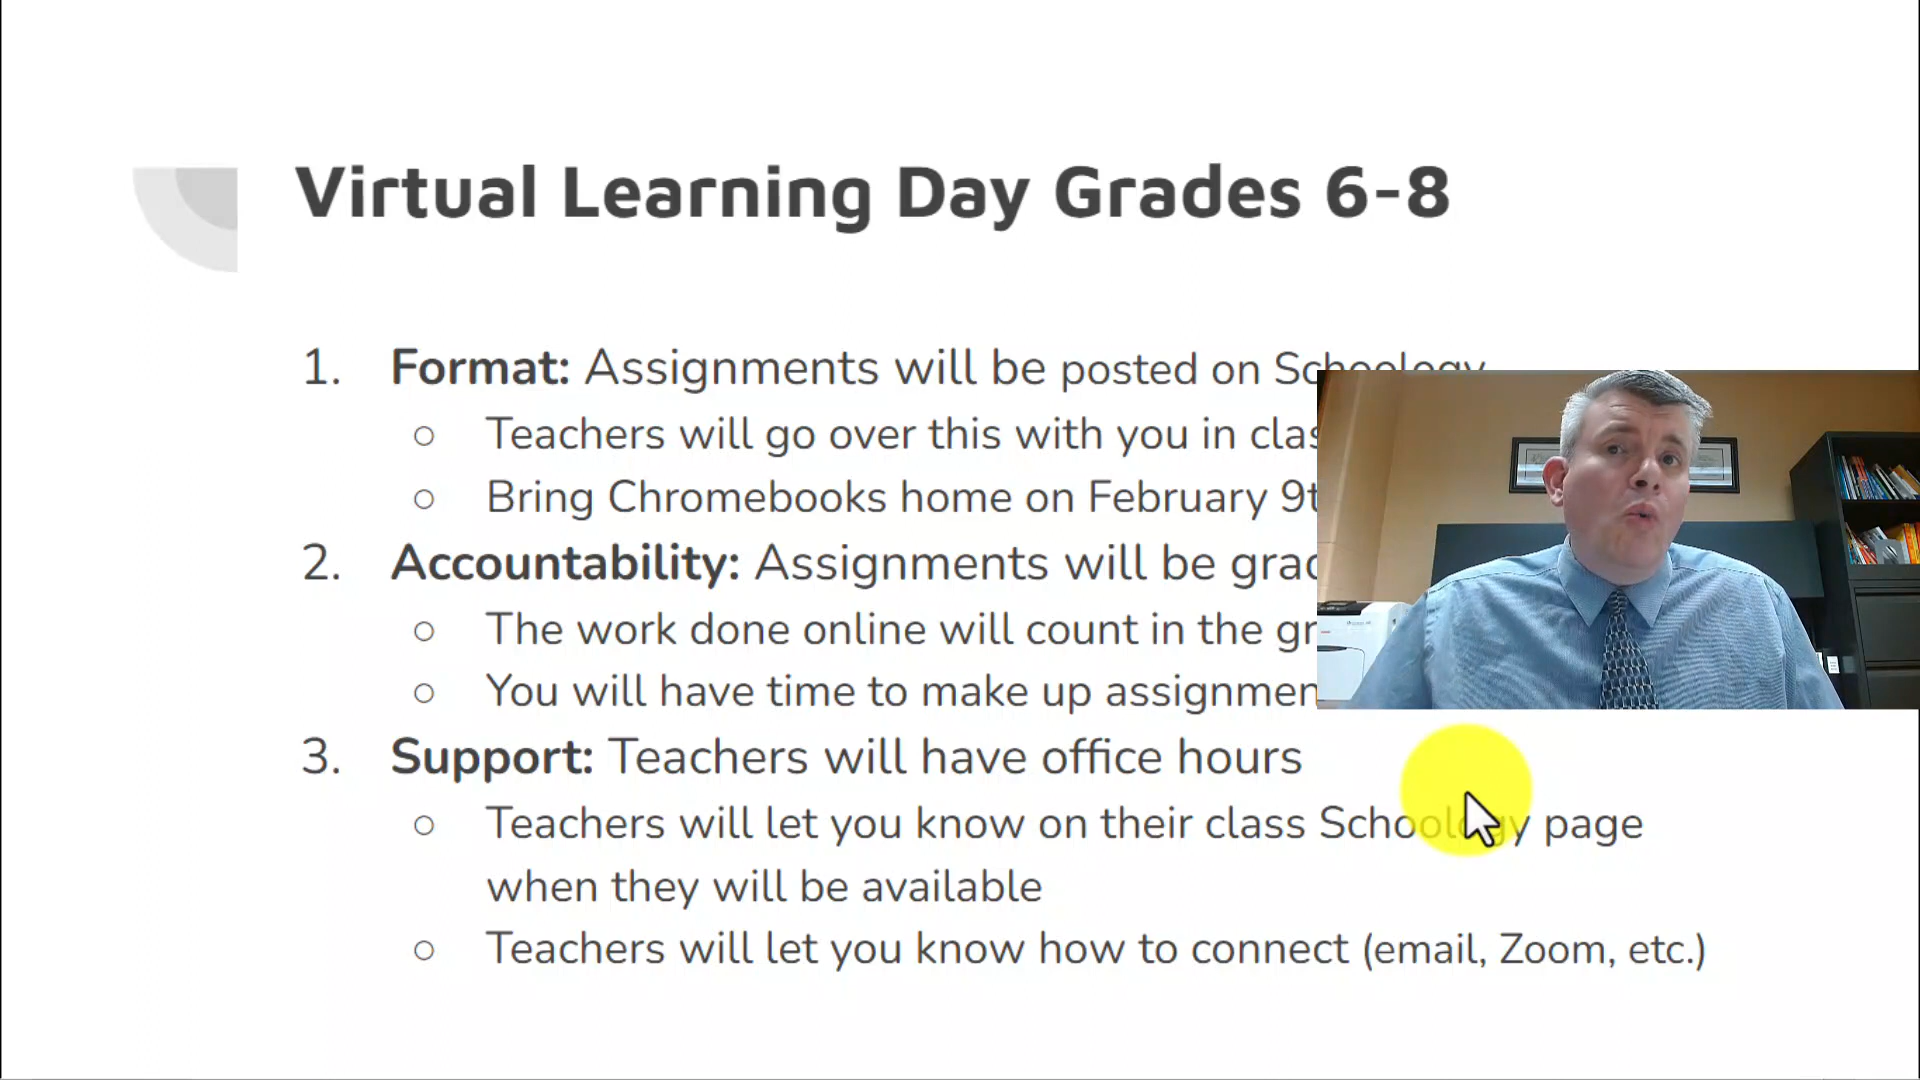 Virtual Learning Day Grades 6-8
1. Format: Assignments will be posted on Schoology
○ Teachers will go over this with you in
○ Bring Chromebooks home on February
2. Accountability: Assignments will be
○ The work done online will count in the
○ You will have time to make up
3. Support: Teachers will have office hours
○ Teachers will let you know on their class Schoology page
when they will be available
○ Teachers will let you know how to connect (email, Zoom, etc.)